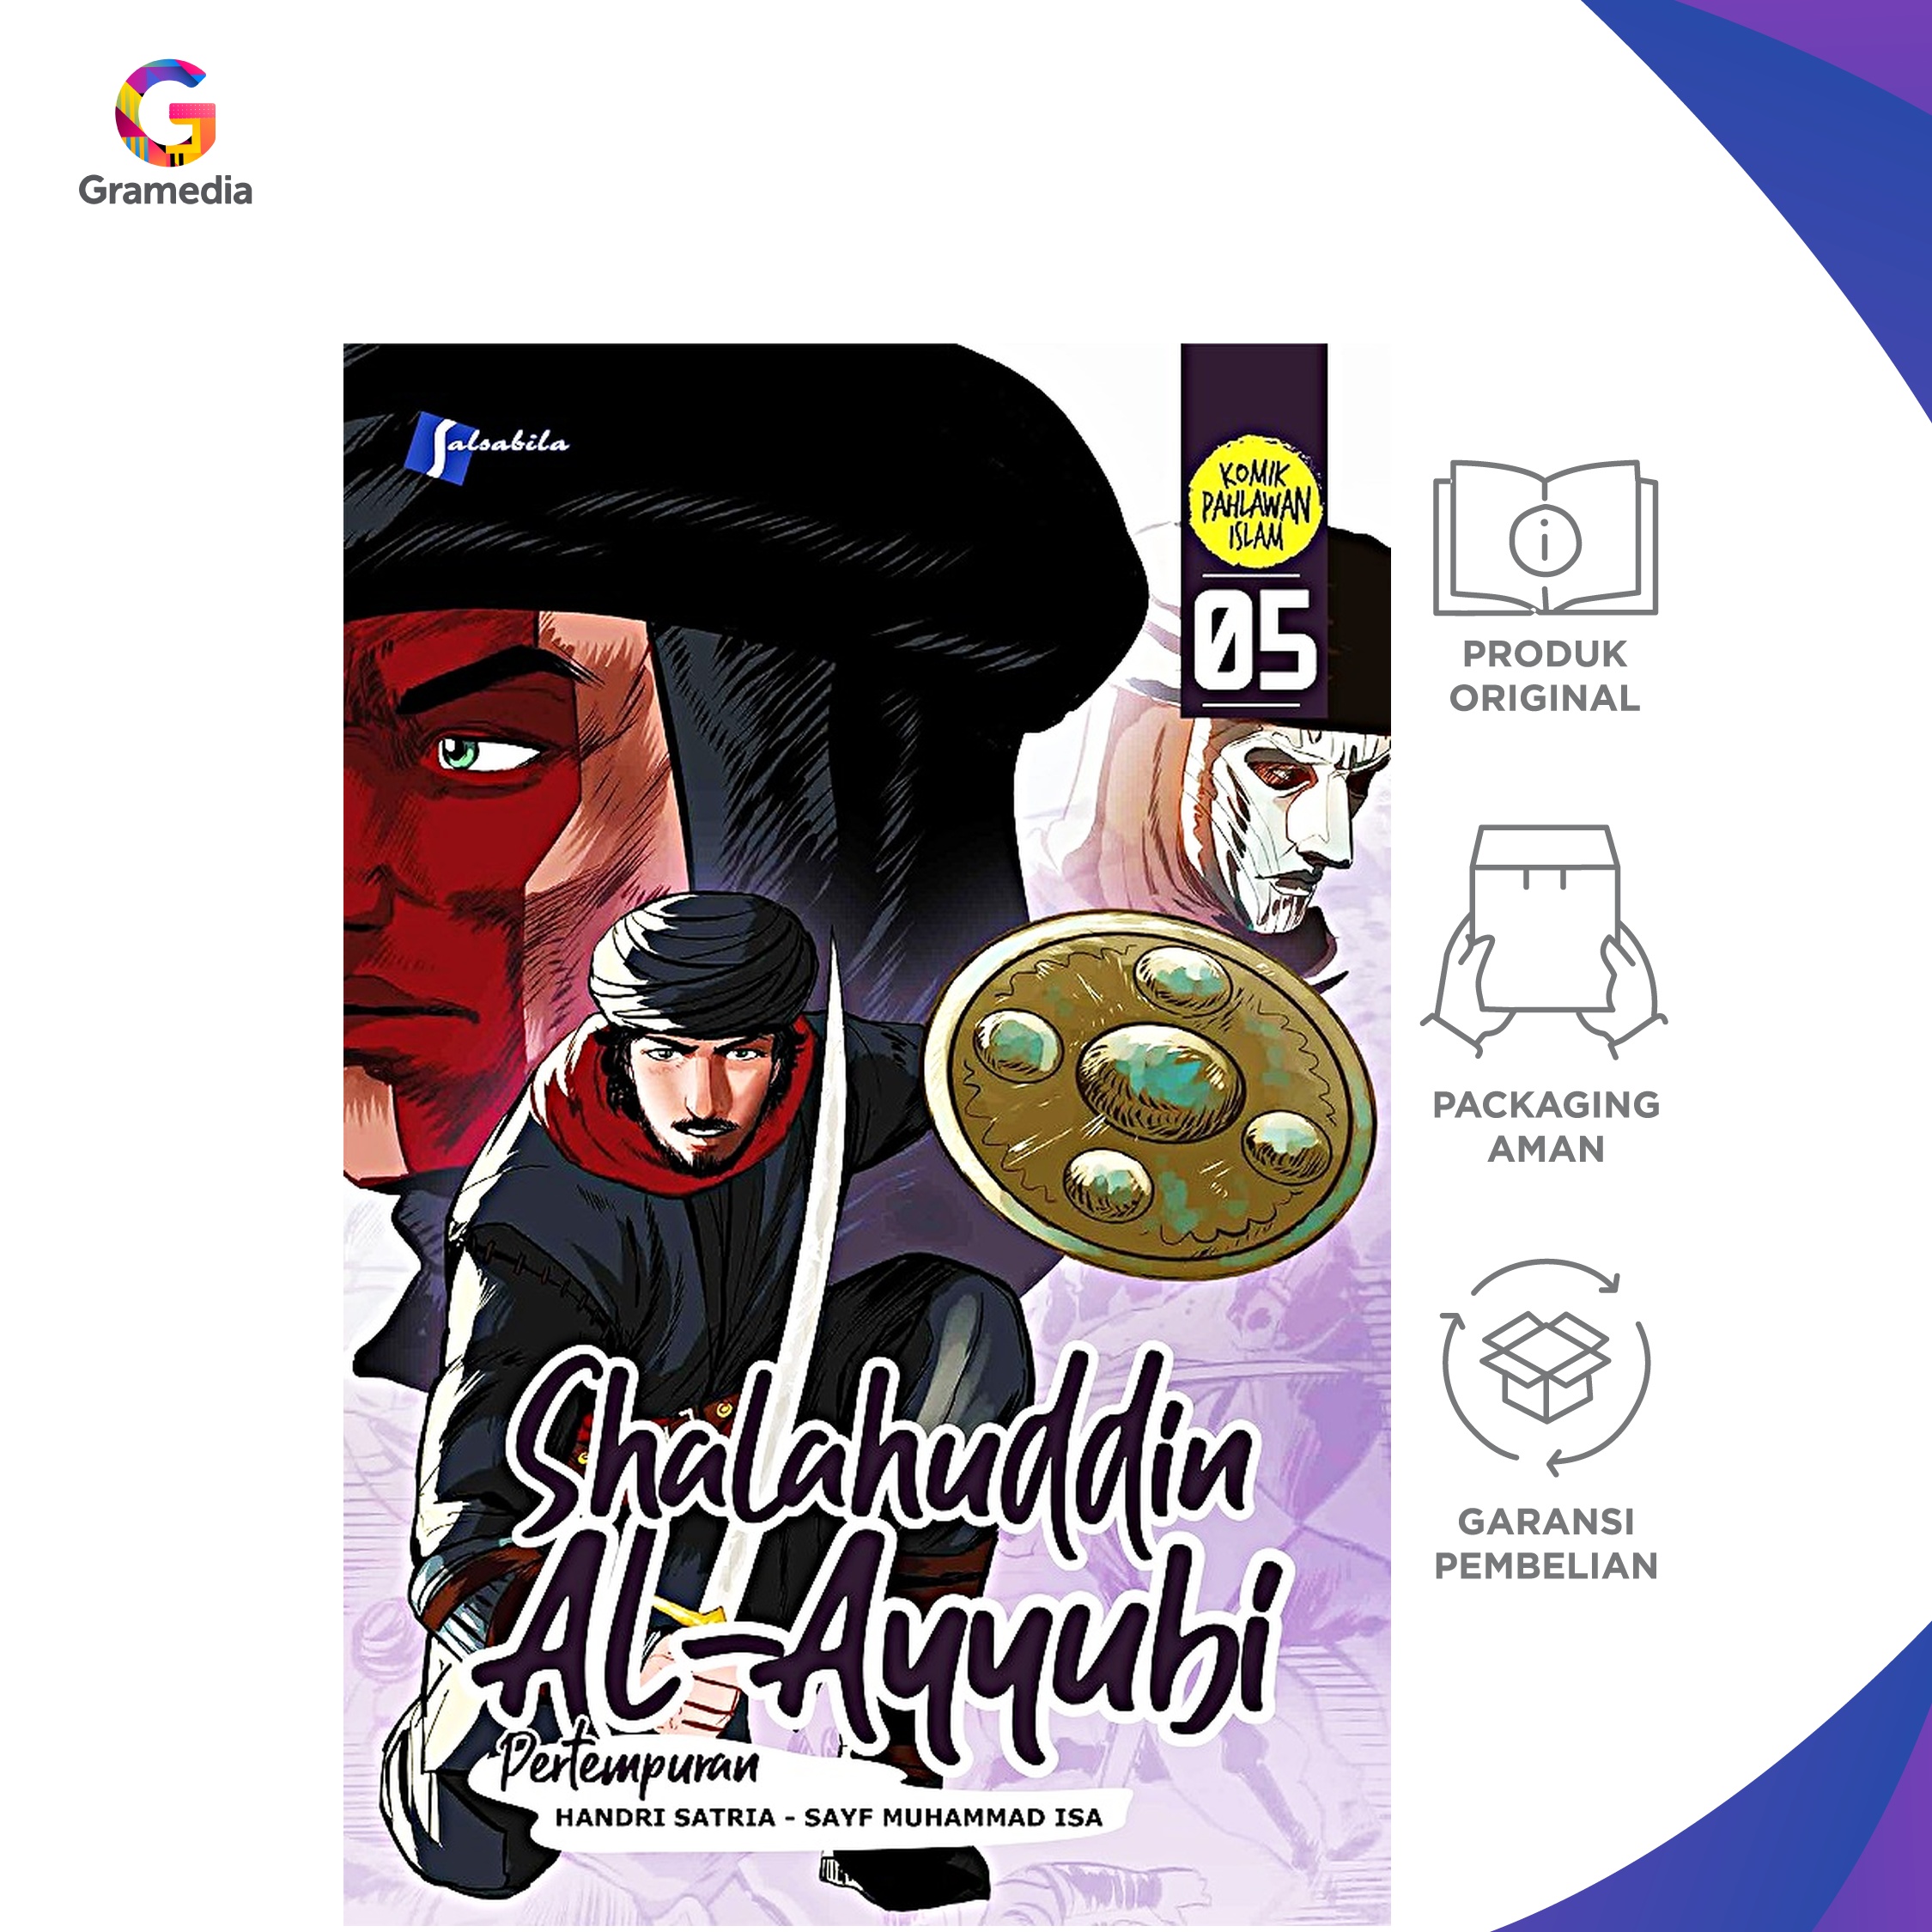 Gramedia
Salsabila
KOMIK
PAHLAWAN
ISLAM
05
Shalahuddin
Al-Ayyubi
Pertempuran
HANDRI SATRIA - SAYF MUHAMMAD ISA
PRODUK
ORIGINAL
PACKAGING
AMAN
GARANSI
PEMBELIAN